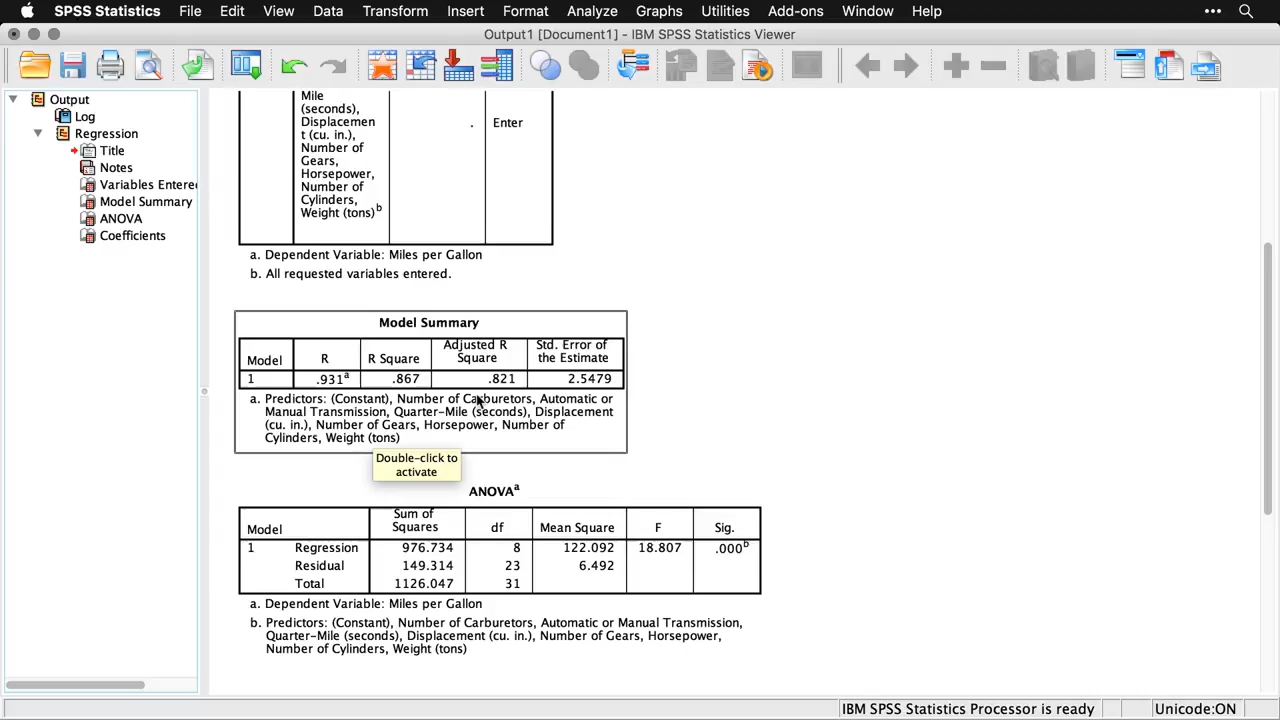 SPSS Statistics File Edit View Data Transform Insert Format Analyze Graphs Utilities Add-ons Window Help
Output1 [Document1] - IBM SPSS Statistics Viewer
Output
Log
Regression
Title
Notes
Variables Entere
Model Summary
ANOVA
Coefficients
Mile
(seconds),
Displacemen
t (cu. in.),
Number of
Gears,
Horsepower,
Number of
Cylinders,
Weight (tons)b
. Enter
a. Dependent Variable: Miles per Gallon
b. All requested variables entered.
Model Summary
Model R R Square Adjusted R Square Std. Error of the Estimate
1 .931a .867 .821 2.5479
a. Predictors: (Constant), Number of Carburetors, Automatic or
Manual Transmission, Quarter-Mile (seconds), Displacement
(cu. in.), Number of Gears, Horsepower, Number of
Cylinders, Weight (tons)
Double-click to
activate
ANOVAa
Model Sum of Squares df Mean Square F Sig.
1 Regression 976.734 8 122.092 18.807 .000b
Residual 149.314 23 6.492
Total 1126.047 31
a. Dependent Variable: Miles per Gallon
b. Predictors: (Constant), Number of Carburetors, Automatic or Manual Transmission,
Quarter-Mile (seconds), Displacement (cu. in.), Number of Gears, Horsepower,
Number of Cylinders, Weight (tons)
IBM SPSS Statistics Processor is ready Unicode:ON